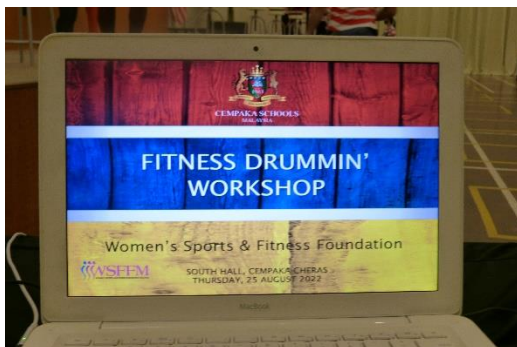 CEMPAKA SCHOOLS
MALAYSIA
FITNESS DRUMMIN'
WORKSHOP
Women's Sports & Fitness Foundation
WSFFM
SOUTH HALL, CEMPAKA CHERAS
THURSDAY, 25 AUGUST 2022
MacBook